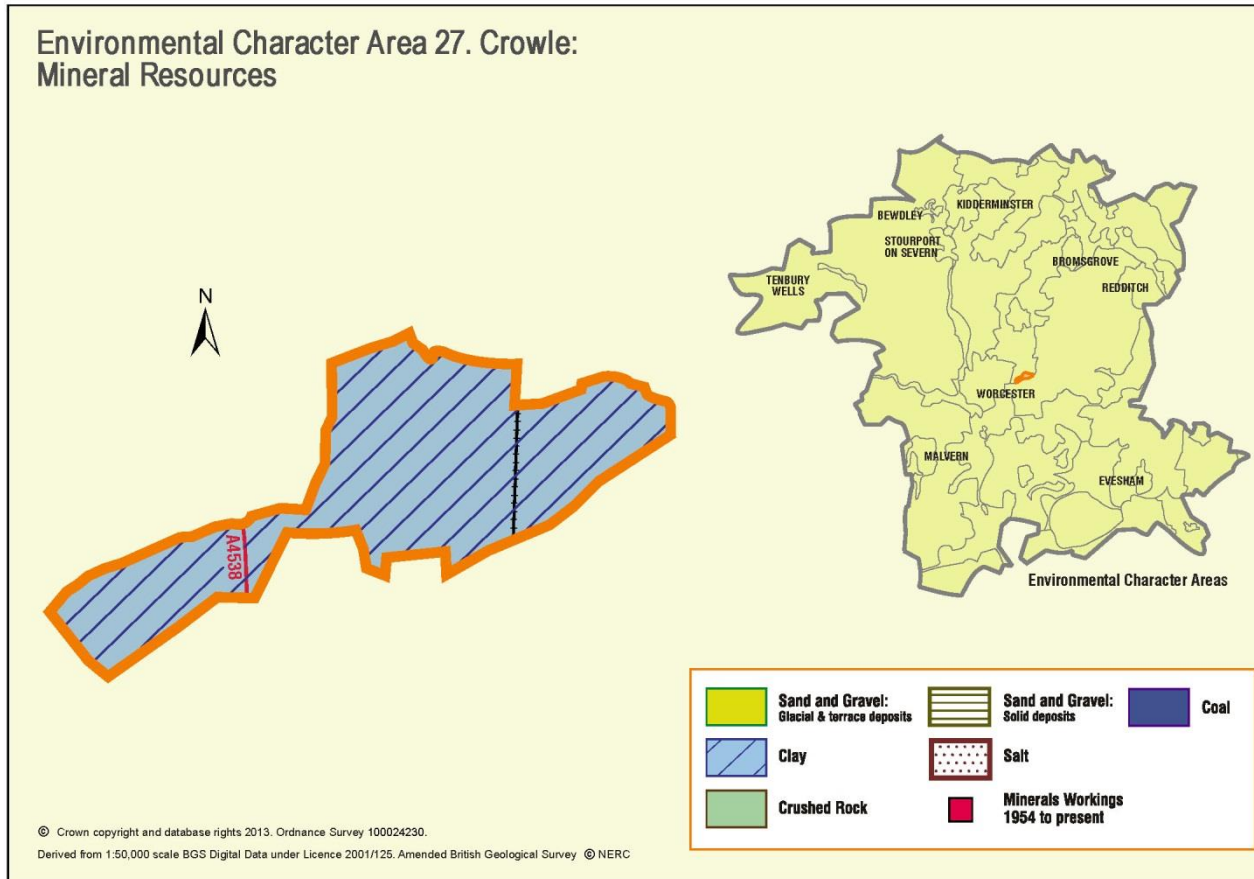 Environmental Character Area 27. Crowle:
Mineral Resources
N
A4538
KIDDERMINSTER
BEWDLEY
STOURPORT
ON SEVERN
BROMSGROVE
TENBURY
WELLS
REDDITCH
WORCESTER
MALVERN
EVESHAM
Environmental Character Areas
Sand and Gravel:
Glacial & terrace deposits
Sand and Gravel:
Solid deposits
Coal
Clay
Salt
Crushed Rock
Minerals Workings
1954 to present
© Crown copyright and database rights 2013. Ordnance Survey 100024230.
Derived from 1:50,000 scale BGS Digital Data under Licence 2001/125. Amended British Geological Survey © NERC